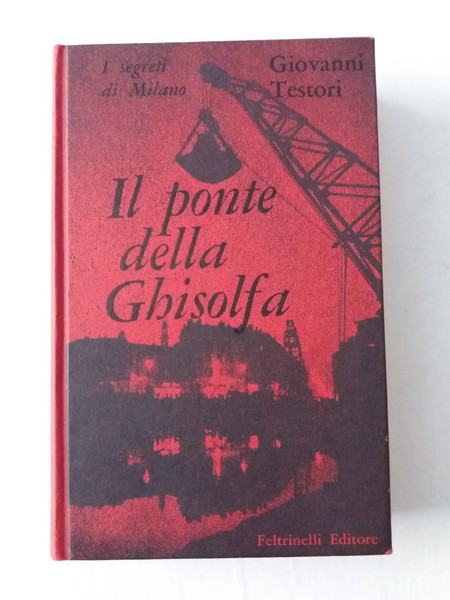 I segreti
di Milano
Giovanni
Testori
Il ponte
della
Ghisolfa
Feltrinelli Editore